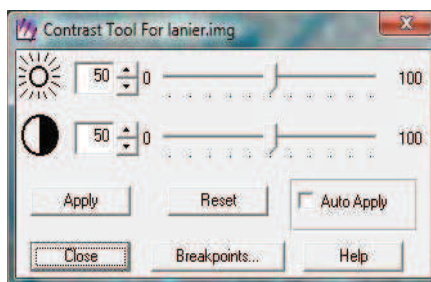 Contrast Tool For lanier.img
50 0 100
50 0 100
Apply Reset Auto Apply
Close Breakpoints... Help